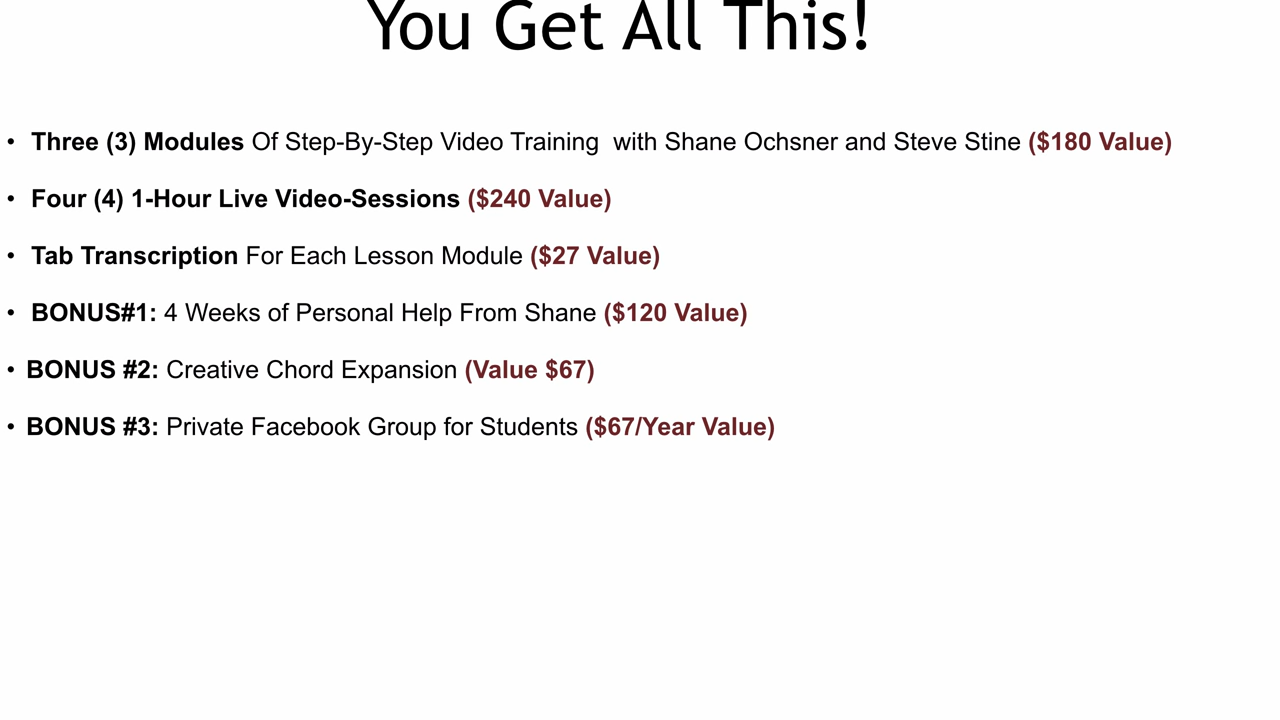 You Get All This!
• Three (3) Modules Of Step-By-Step Video Training  with Shane Ochsner and Steve Stine ($180 Value)
• Four (4) 1-Hour Live Video-Sessions ($240 Value)
• Tab Transcription For Each Lesson Module ($27 Value)
• BONUS#1: 4 Weeks of Personal Help From Shane ($120 Value)
• BONUS #2: Creative Chord Expansion (Value $67)
• BONUS #3: Private Facebook Group for Students ($67/Year Value)